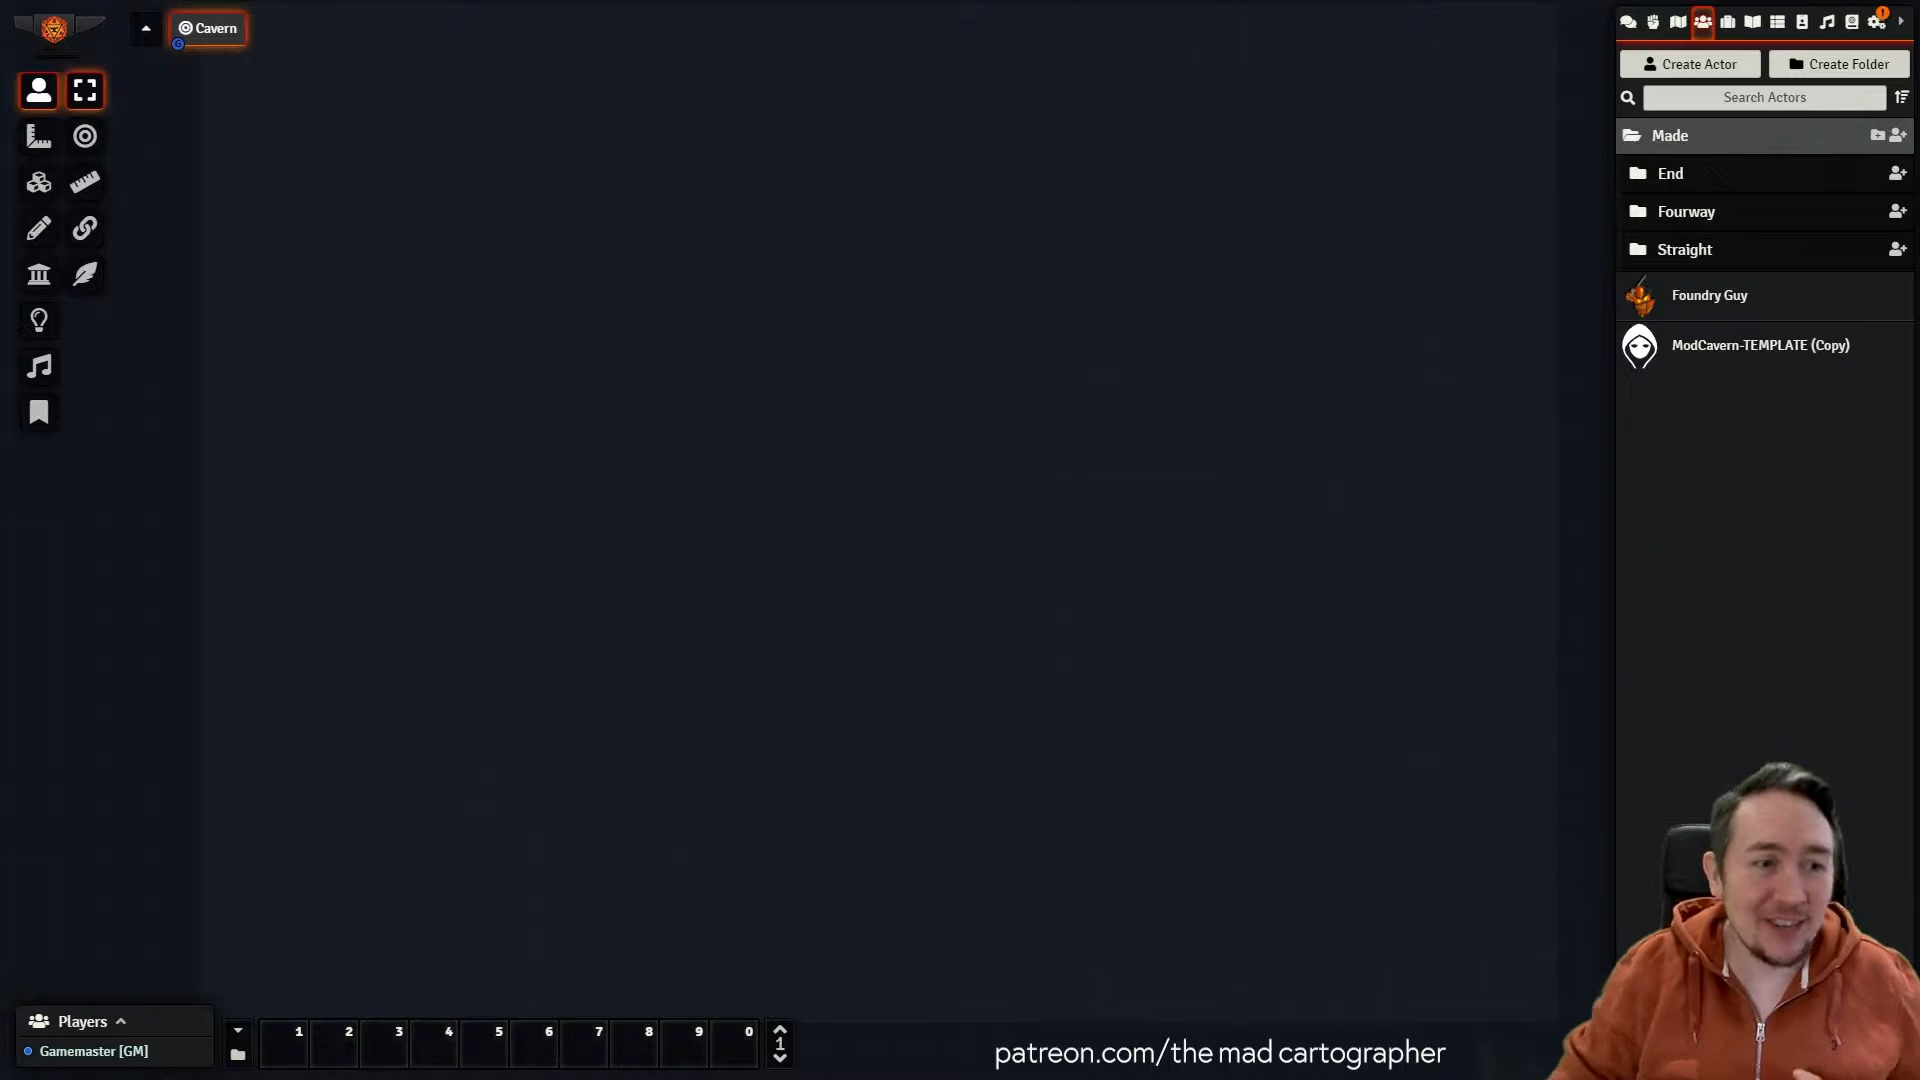 Cavern
G
Create Actor
Create Folder
Search Actors
Made
End
Fourway
Straight
Foundry Guy
ModCavern-TEMPLATE (Copy)
Players
Gamemaster [GM]
1 2 3 4 5 6 7 8 9 0
1
patreon.com/the mad cartographer